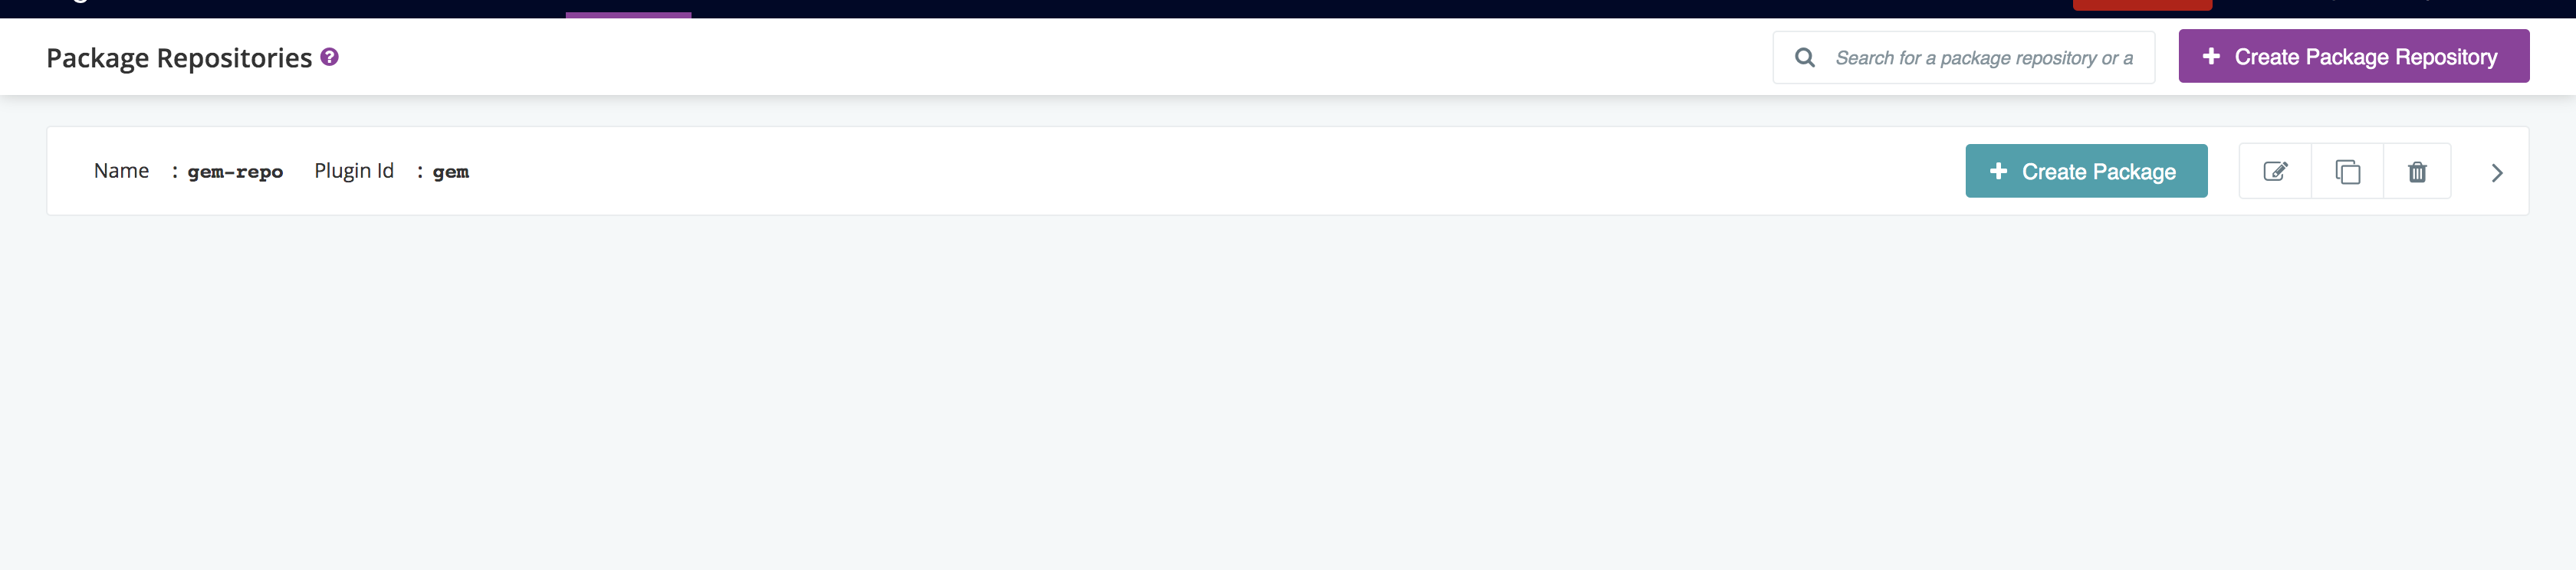 Package Repositories ?
Search for a package repository or a
+ Create Package Repository
Name : gem-repo Plugin Id : gem
+ Create Package